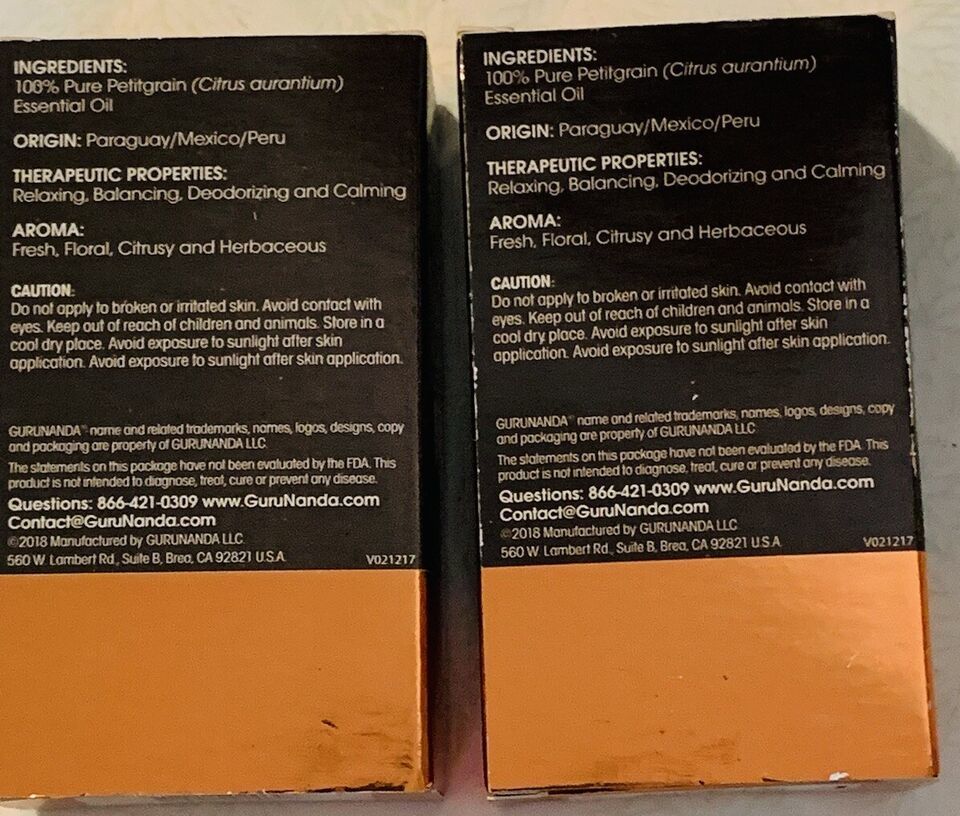 INGREDIENTS:
100% Pure Petitgrain (Citrus aurantium)
Essential Oil
ORIGIN: Paraguay/Mexico/Peru
THERAPEUTIC PROPERTIES:
Relaxing, Balancing, Deodorizing and Calming
AROMA:
Fresh, Floral, Citrusy and Herbaceous
CAUTION:
Do not apply to broken or irritated skin. Avoid contact with
eyes. Keep out of reach of children and animals. Store in a
cool dry place. Avoid exposure to sunlight after skin
application. Avoid exposure to sunlight after skin application.
GURUNANDA® name and related trademarks, names, logos, designs, copy
and packaging are property of GURUNANDA LLC.
The statements on this package have not been evaluated by the FDA. This
product is not intended to diagnose, treat, cure or prevent any disease.
Questions: 866-421-0309 www.GuruNanda.com
Contact@GuruNanda.com
©2018 Manufactured by GURUNANDA LLC
560 W. Lambert Rd., Suite B, Brea, CA 92821 U.S.A. V021217
INGREDIENTS:
100% Pure Petitgrain (Citrus aurantium)
Essential Oil
ORIGIN: Paraguay/Mexico/Peru
THERAPEUTIC PROPERTIES:
Relaxing, Balancing, Deodorizing and Calming
AROMA:
Fresh, Floral, Citrusy and Herbaceous
CAUTION:
Do not apply to broken or irritated skin. Avoid contact with
eyes. Keep out of reach of children and animals. Store in a
cool dry place. Avoid exposure to sunlight after skin
application. Avoid exposure to sunlight after skin application.
GURUNANDA® name and related trademarks, names, logos, designs, copy
and packaging are property of GURUNANDA LLC.
The statements on this package have not been evaluated by the FDA. This
product is not intended to diagnose, treat, cure or prevent any disease.
Questions: 866-421-0309 www.GuruNanda.com
Contact@GuruNanda.com
©2018 Manufactured by GURUNANDA LLC
560 W. Lambert Rd., Suite B, Brea, CA 92821 U.S.A. V021217